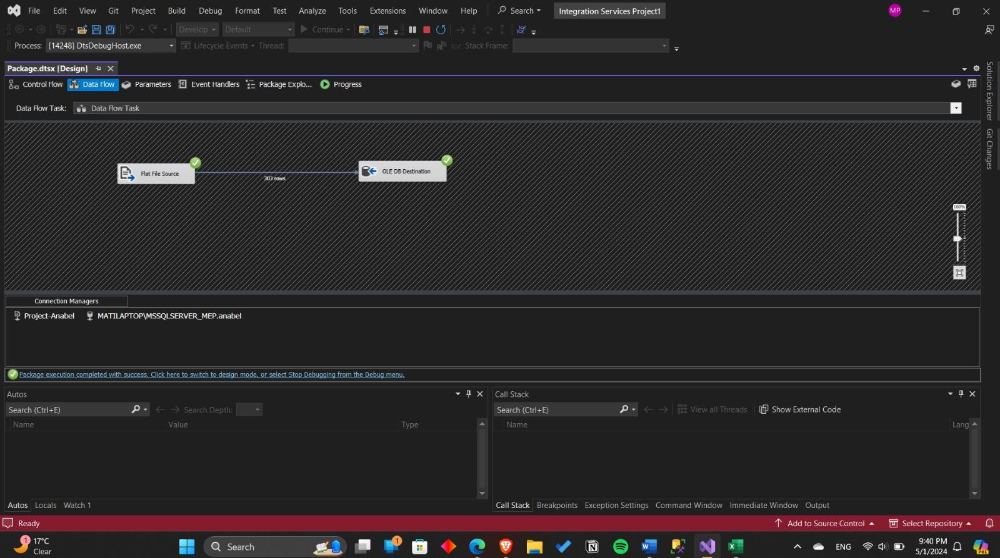 File Edit View Git Project Build Debug Format Test Analyze Tools Extensions Window Help Search Integration Services Project1 MP
Develop Default Continue
Process: [14248] DtsDebugHost.exe Lifecycle Events Thread: Stack Frame:
Package.dtsx [Design]
Control Flow Data Flow Parameters Event Handlers Package Explo... Progress
Data Flow Task: Data Flow Task
Flat File Source
303 rows
OLE DB Destination
100%
Connection Managers
Project-Anabel MATILAPTOP\MSSQLSERVER_MEP.anabel
Package execution completed with success. Click here to switch to design mode, or select Stop Debugging from the Debug menu.
Autos
Search (Ctrl+E) Search Depth:
Name Value Type
Autos Locals Watch 1
Call Stack
Search (Ctrl+E) View all Threads Show External Code
Name Lang
Call Stack Breakpoints Exception Settings Command Window Immediate Window Output
Solution Explorer
Git Changes
Ready Add to Source Control Select Repository
1 17°C
Clear
Search
1
ENG
9:40 PM
5/1/2024
PRE